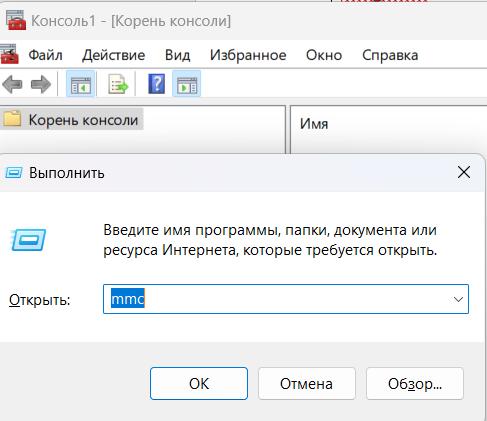 Консоль1 - [Корень консоли]
Файл Действие Вид Избранное Окно Справка
Корень консоли
Имя
Выполнить
Введите имя программы, папки, документа или
ресурса Интернета, которые требуется открыть.
Открыть: mmc
ОК Отмена Обзор...